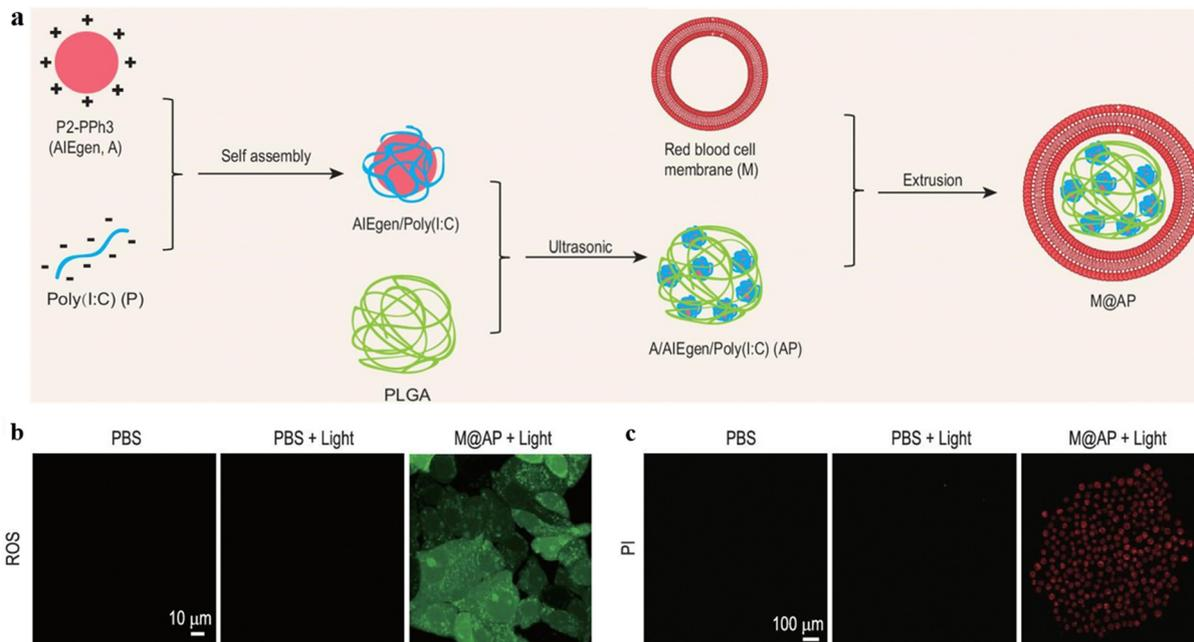 a
P2-PPh3
(AIEgen, A)
Self assembly
Poly(I:C) (P)
AIEgen/Poly(I:C)
PLGA
Ultrasonic
Red blood cell
membrane (M)
A/AIEgen/Poly(I:C) (AP)
Extrusion
M@AP
b
PBS
PBS + Light
M@AP + Light
ROS
10 μm
c
PBS
PBS + Light
M@AP + Light
PI
100 μm